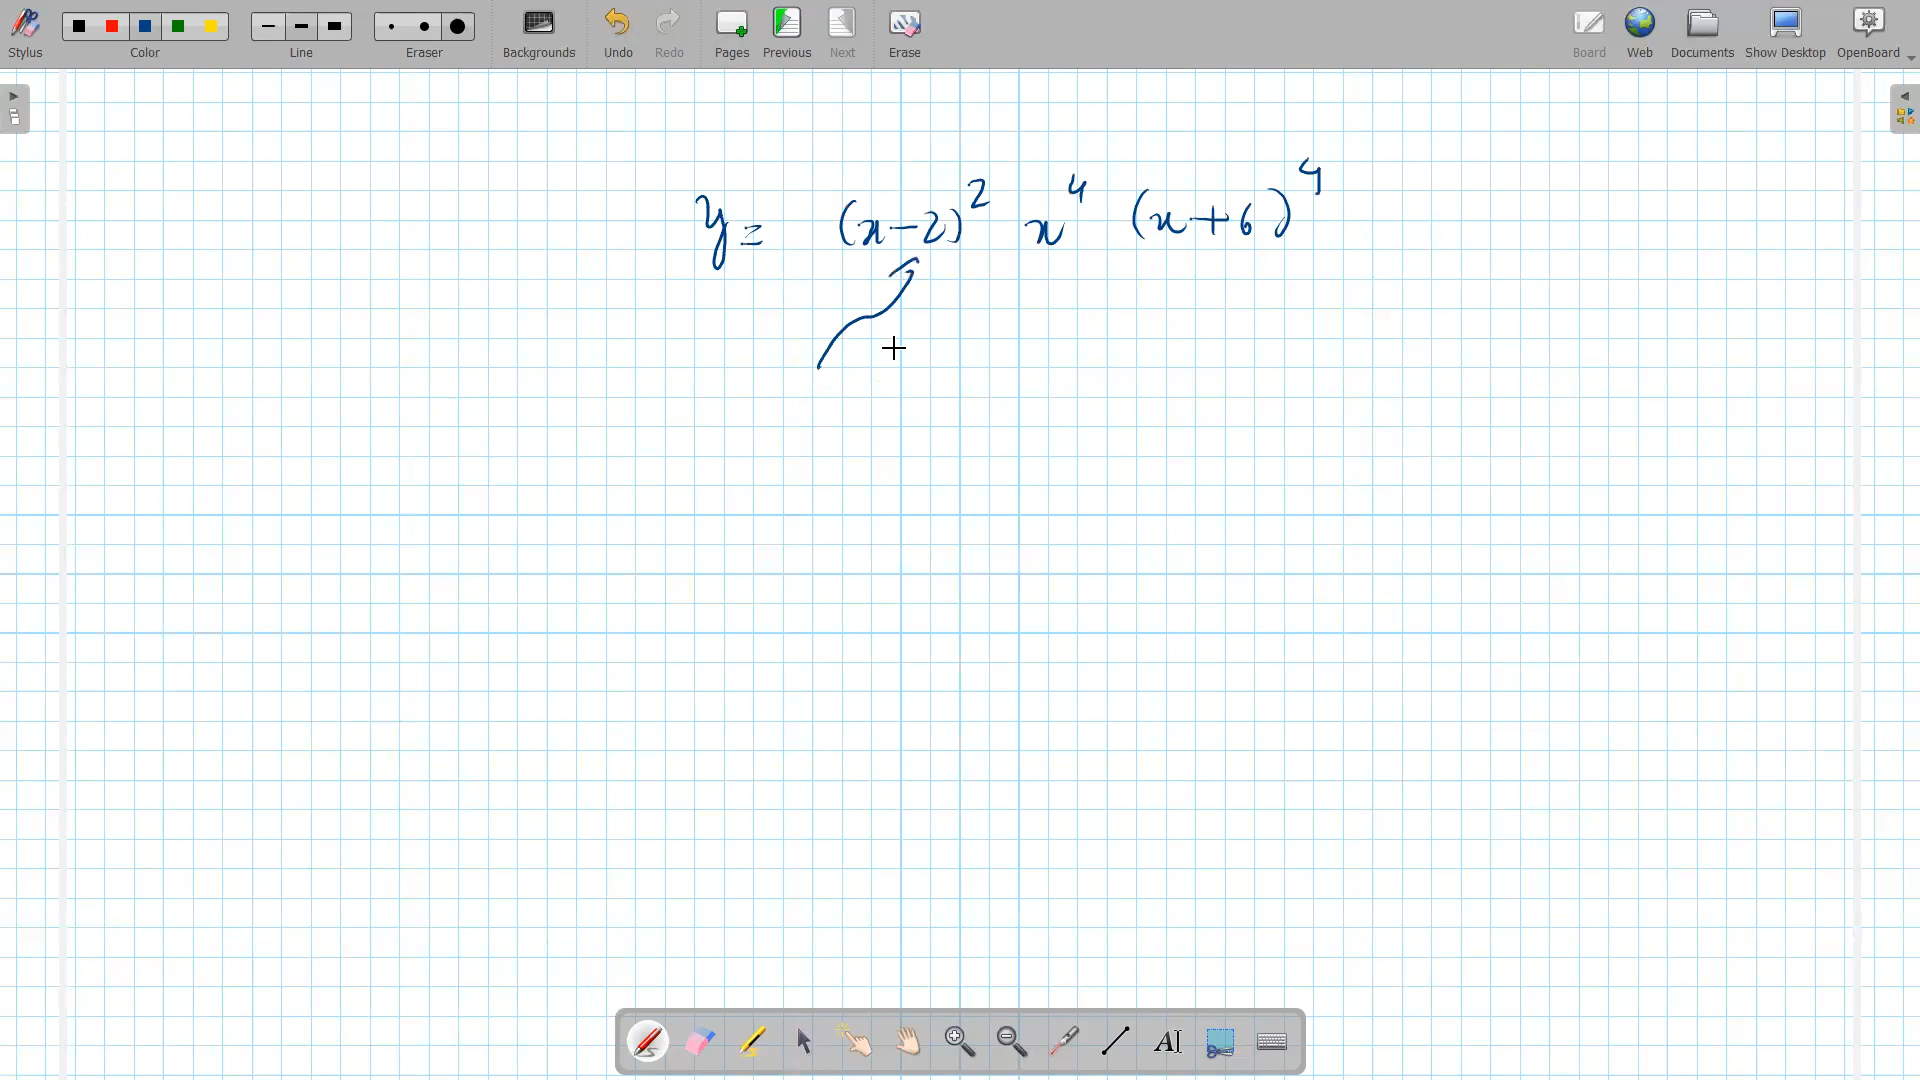 Stylus Color Line Eraser Backgrounds Undo Redo Pages Previous Next Erase Board Web Documents Show Desktop OpenBoard
y = (x-2)² x⁴ (x+6)⁴